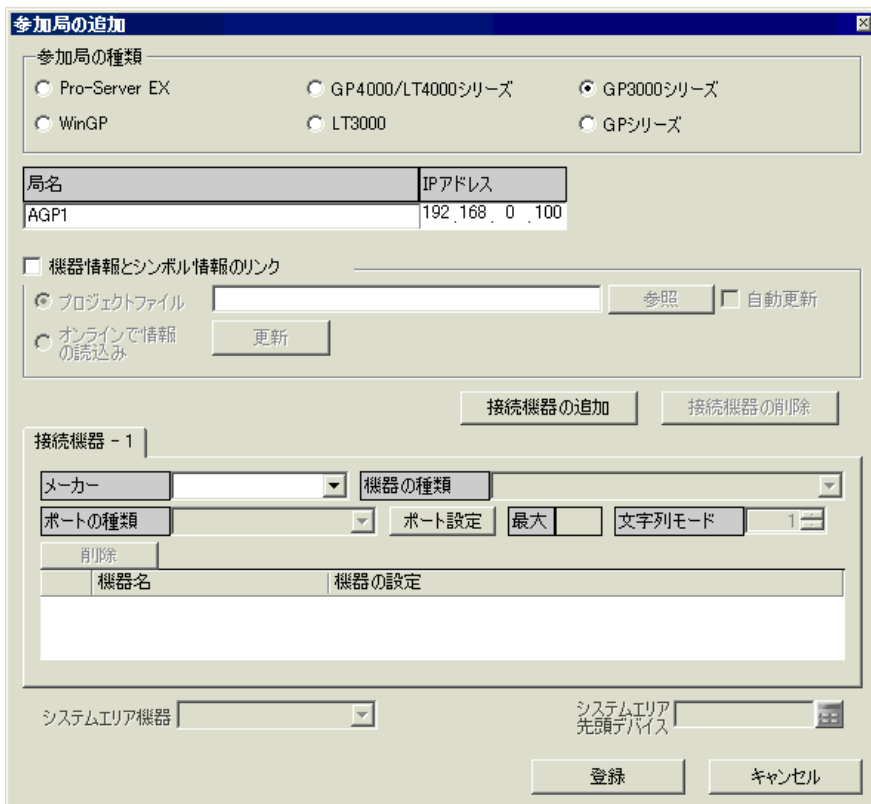 参加局の追加
参加局の種類
Pro-Server EX GP4000/LT4000シリーズ GP3000シリーズ
WinGP LT3000 GPシリーズ
局名 IPアドレス
AGP1 192.168.0.100
機器情報とシンボル情報のリンク
プロジェクトファイル 参照 自動更新
オンラインで情報
の読込み 更新
接続機器の追加 接続機器の削除
接続機器 - 1
メーカー 機器の種類
ポートの種類 ポート設定 最大 文字列モード 1
削除
機器名 機器の設定
システムエリア機器 システムエリア
先頭デバイス
登録 キャンセル